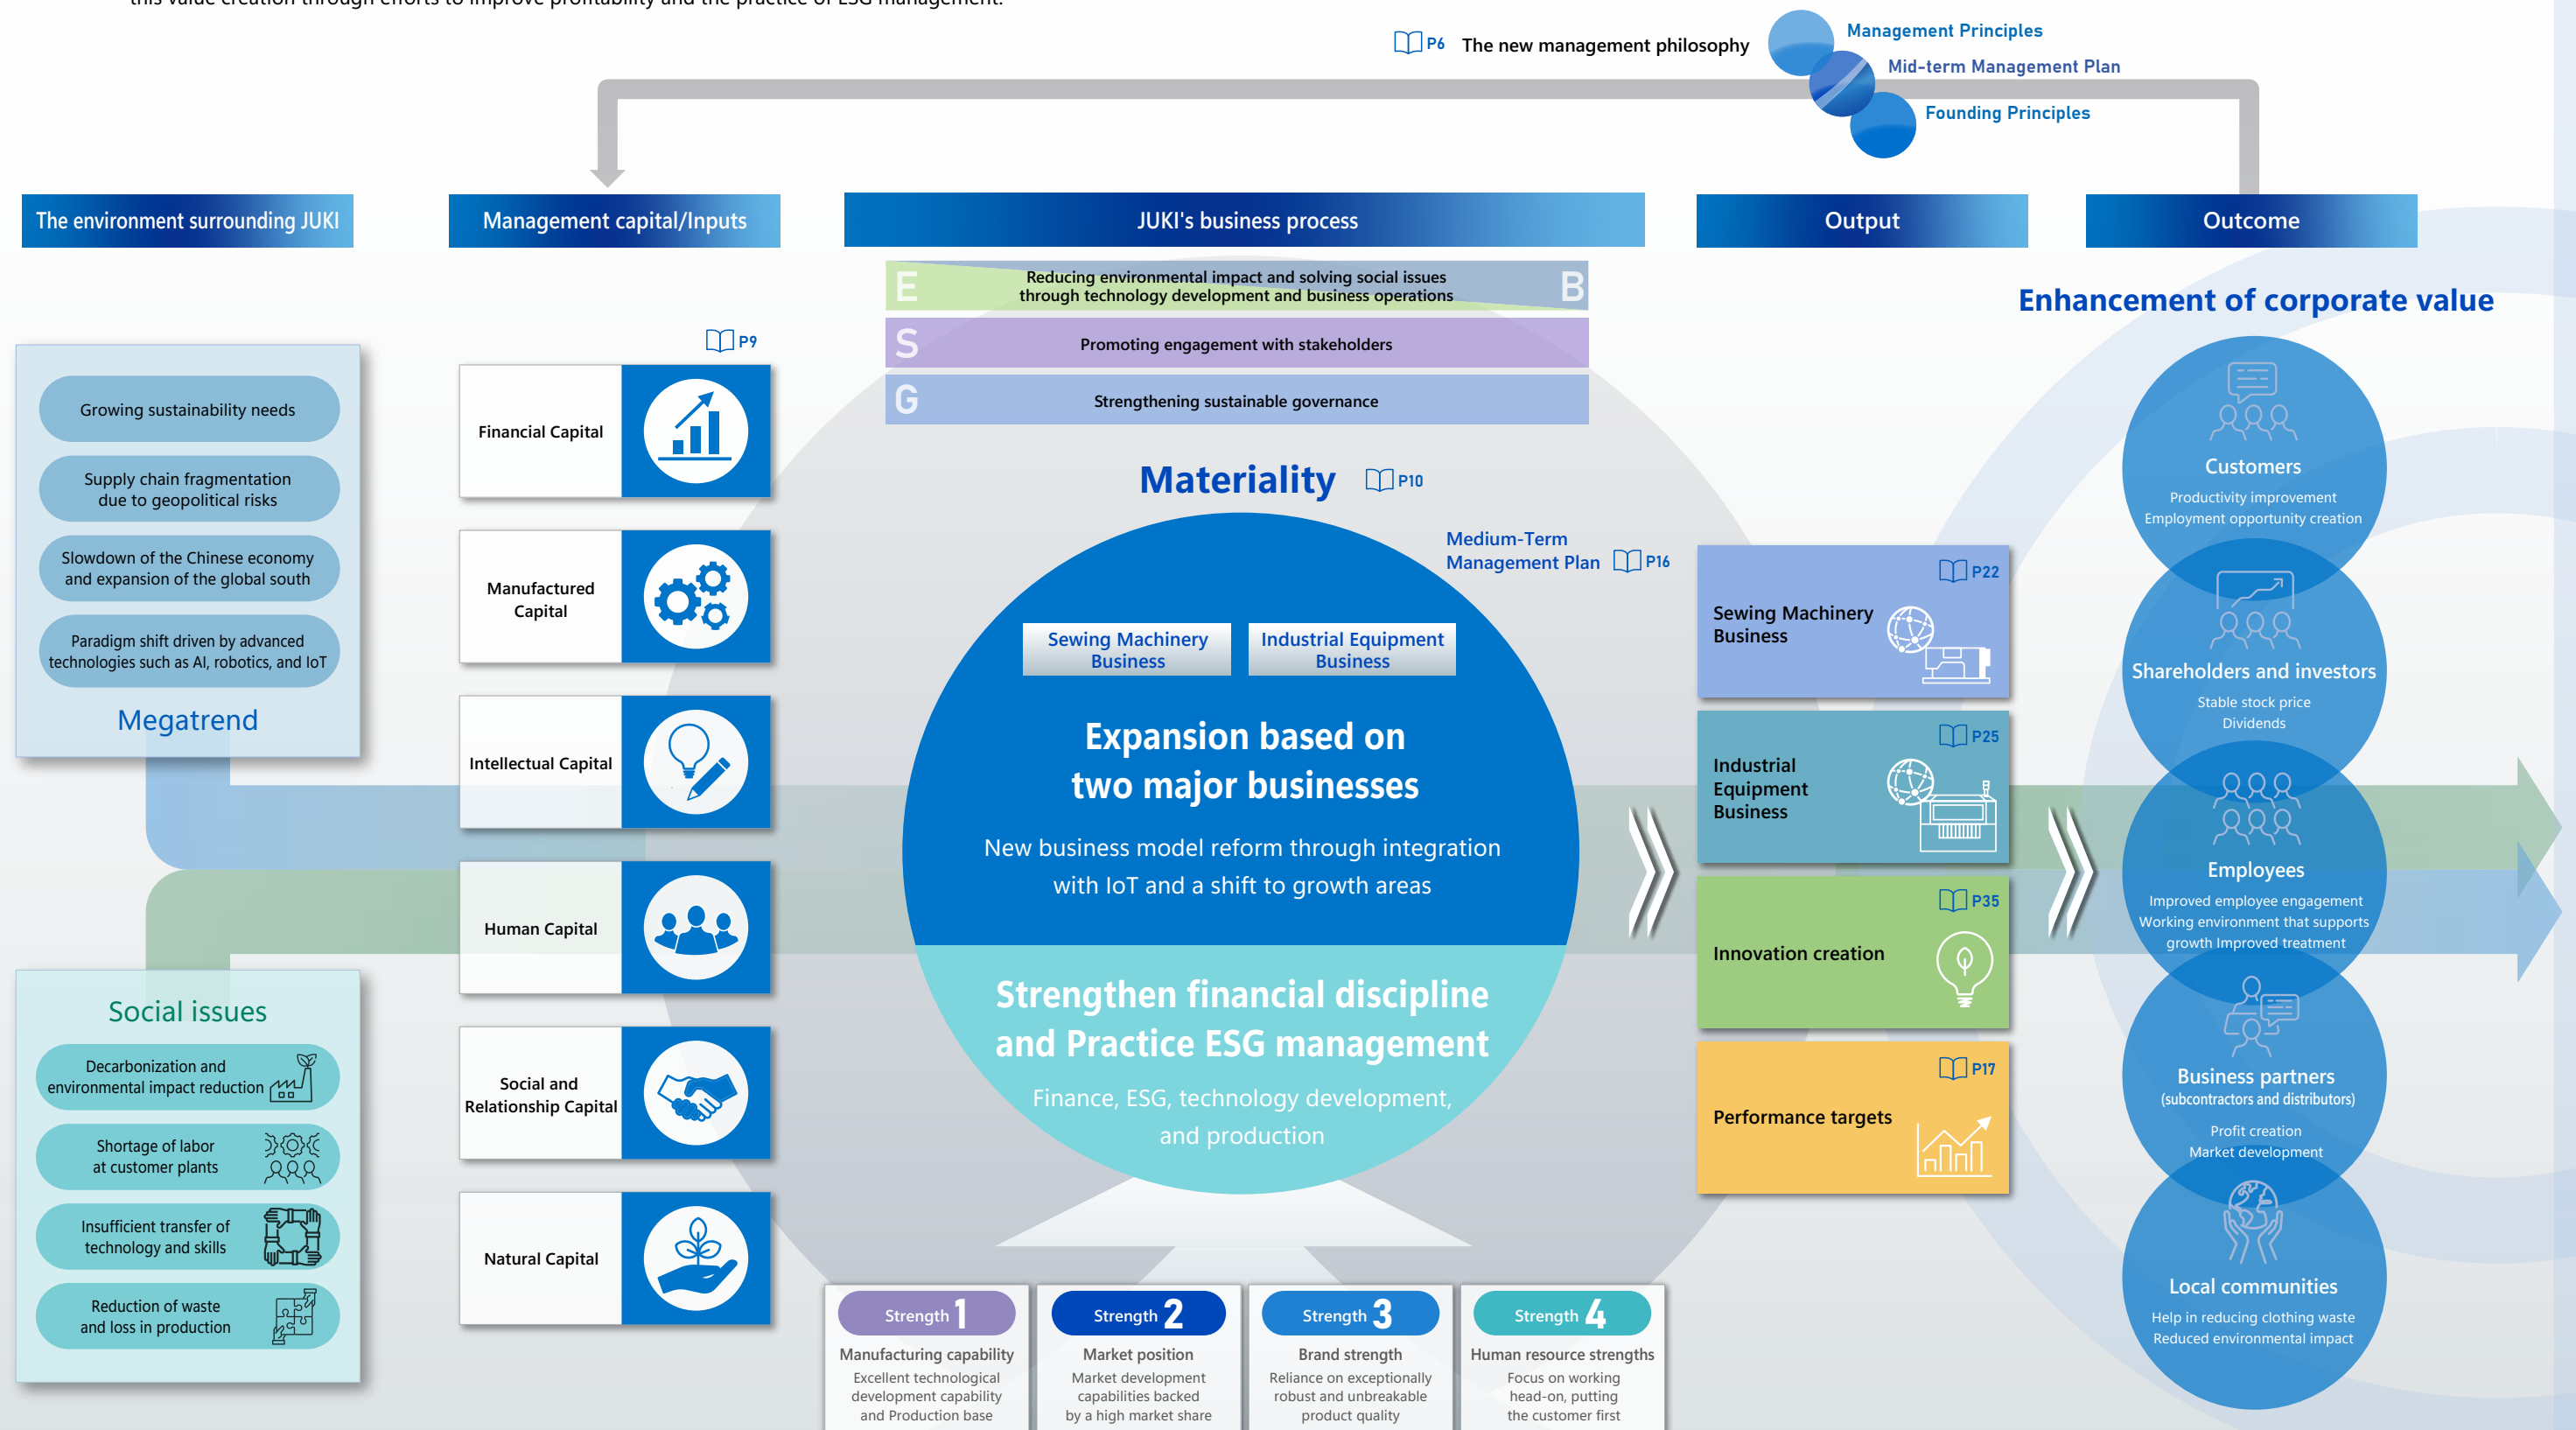 this value creation through efforts to improve profitability and the practice of ESG management.
P6 The new management philosophy
Management Principles
Mid-term Management Plan
Founding Principles
The environment surrounding JUKI
Management capital/Inputs
JUKI's business process
Output
Outcome
Growing sustainability needs
Supply chain fragmentation
due to geopolitical risks
Slowdown of the Chinese economy
and expansion of the global south
Paradigm shift driven by advanced
technologies such as AI, robotics, and IoT
Megatrend
Social issues
Decarbonization and
environmental impact reduction
Shortage of labor
at customer plants
Insufficient transfer of
technology and skills
Reduction of waste
and loss in production
P9
Financial Capital
Manufactured
Capital
Intellectual Capital
Human Capital
Social and
Relationship Capital
Natural Capital
E
Reducing environmental impact and solving social issues
through technology development and business operations
B
S
Promoting engagement with stakeholders
G
Strengthening sustainable governance
Materiality P10
Medium-Term
Management Plan P16
Sewing Machinery
Business
Industrial Equipment
Business
Expansion based on
two major businesses
New business model reform through integration
with IoT and a shift to growth areas
Strengthen financial discipline
and Practice ESG management
Finance, ESG, technology development,
and production
Strength 1
Manufacturing capability
Excellent technological
development capability
and Production base
Strength 2
Market position
Market development
capabilities backed
by a high market share
Strength 3
Brand strength
Reliance on exceptionally
robust and unbreakable
product quality
Strength 4
Human resource strengths
Focus on working
head-on, putting
the customer first
P22
Sewing Machinery
Business
P25
Industrial
Equipment
Business
P35
Innovation creation
P17
Performance targets
Enhancement of corporate value
Customers
Productivity improvement
Employment opportunity creation
Shareholders and investors
Stable stock price
Dividends
Employees
Improved employee engagement
Working environment that supports
growth Improved treatment
Business partners
(subcontractors and distributors)
Profit creation
Market development
Local communities
Help in reducing clothing waste
Reduced environmental impact